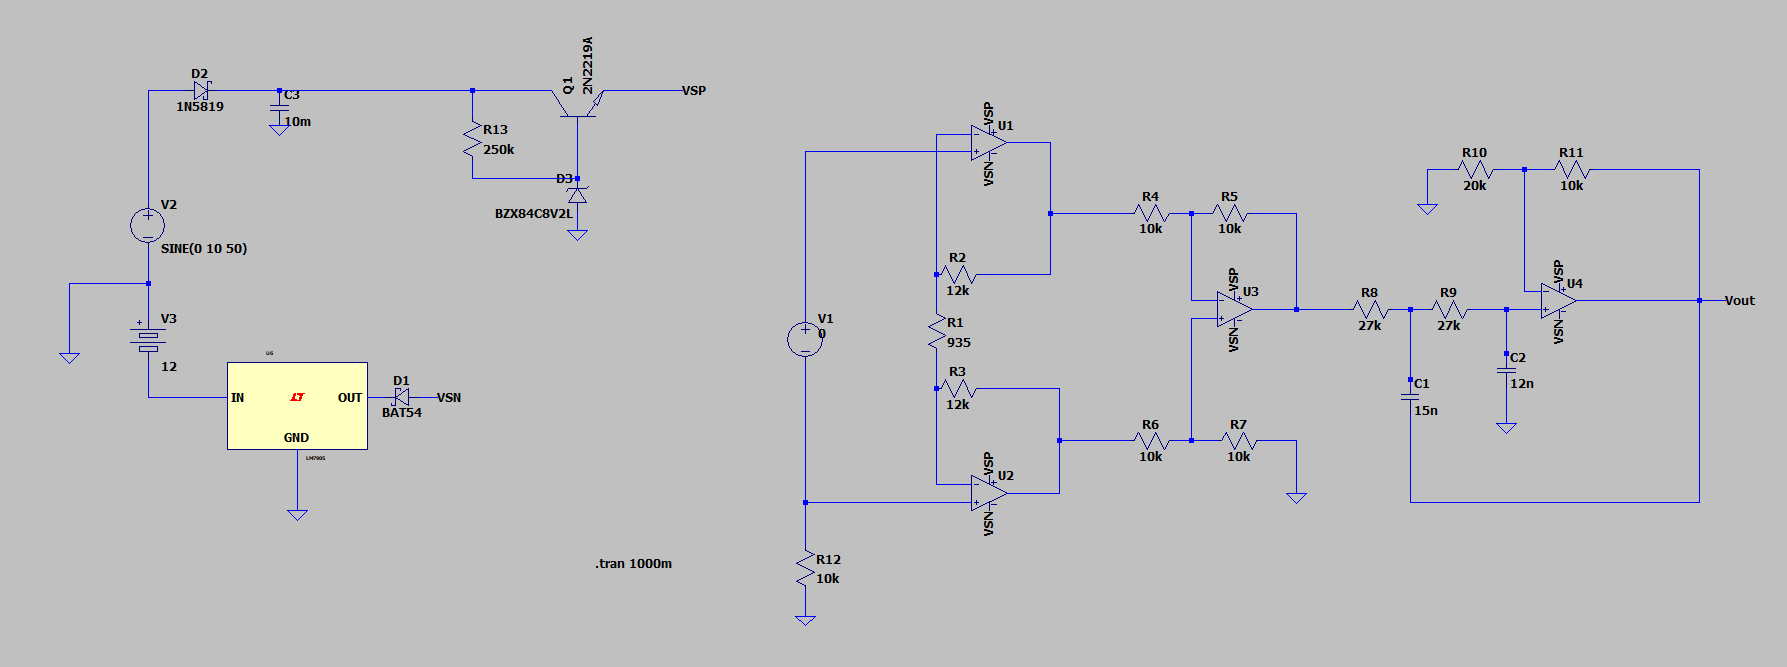 D2
1N5819
C3
10m
R13
250k
Q1
2N2219A
VSP
D3
BZX84C8V2L
V2
SINE(0 10 50)
V3
+
12
U6
IN
LT
OUT
GND
LM7905
D1
BAT54
VSN
.tran 1000m
V1
0
R12
10k
VSP
U1
VSN
R2
12k
R1
935
R3
12k
VSP
U2
VSN
R4
10k
R5
10k
R6
10k
R7
10k
VSP
U3
VSN
R8
27k
R9
27k
C1
15n
C2
12n
R10
20k
R11
10k
VSP
U4
VSN
Vout